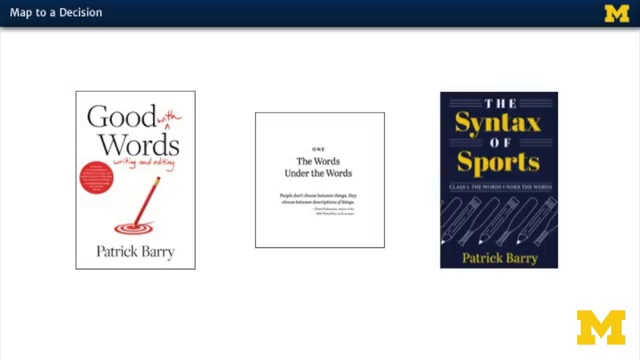 Map to a Decision
M
Good with
^
Words
writing and editing
Patrick Barry
ONE
The Words
Under the Words
People don't choose between things, they
choose between descriptions of things.
THE
Syntax
OF
Sports
CLASS 1: THE WORDS UNDER THE WORDS
Patrick Barry
M